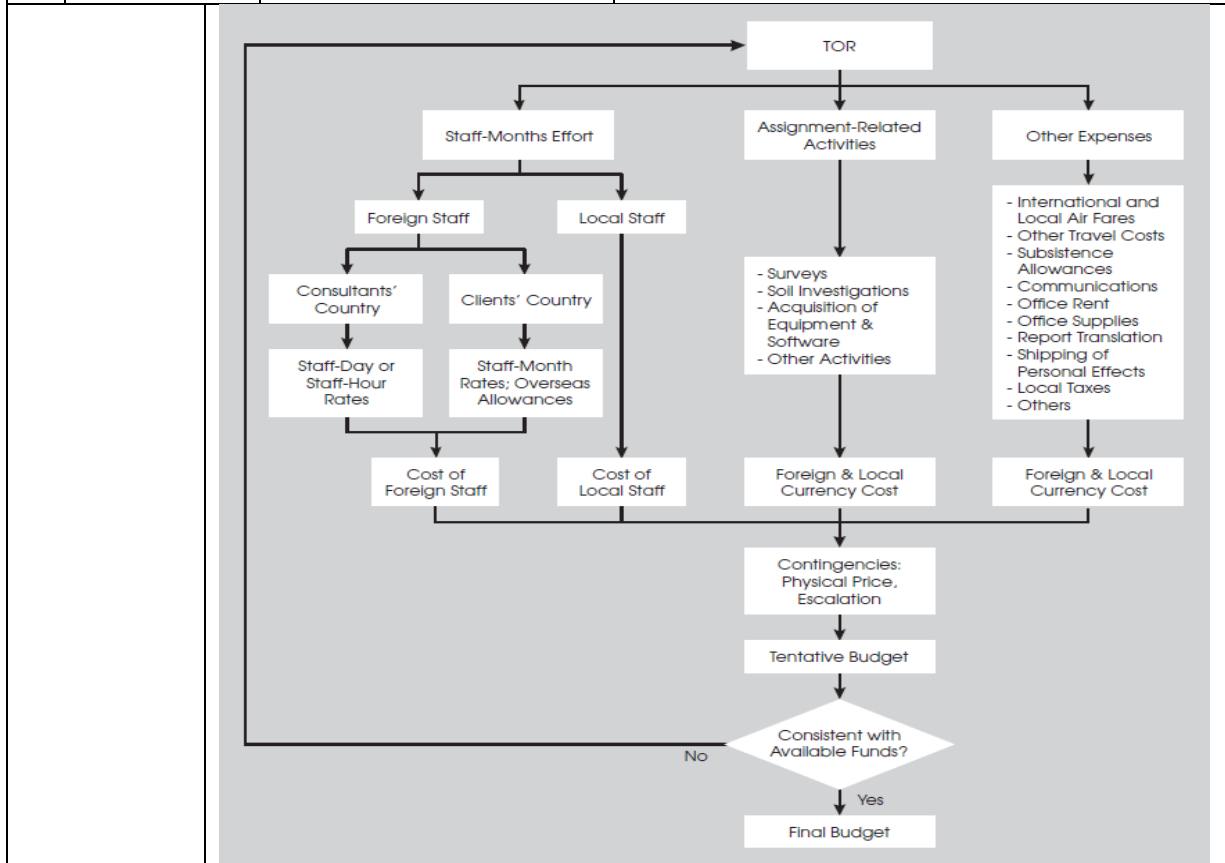 TOR
Staff-Months Effort
Assignment-Related
Activities
Other Expenses
Foreign Staff
Local Staff
- International and
Local Air Fares
- Other Travel Costs
- Subsistence
Allowances
- Communications
- Office Rent
- Office Supplies
- Report Translation
- Shipping of
Personal Effects
- Local Taxes
- Others
Consultants'
Country
Clients' Country
- Surveys
- Soil Investigations
- Acquisition of
Equipment &
Software
- Other Activities
Staff-Day or
Staff-Hour
Rates
Staff-Month
Rates; Overseas
Allowances
Cost of
Foreign Staff
Cost of
Local Staff
Foreign & Local
Currency Cost
Foreign & Local
Currency Cost
Contingencies:
Physical Price,
Escalation
Tentative Budget
Consistent with
Available Funds?
No
Yes
Final Budget